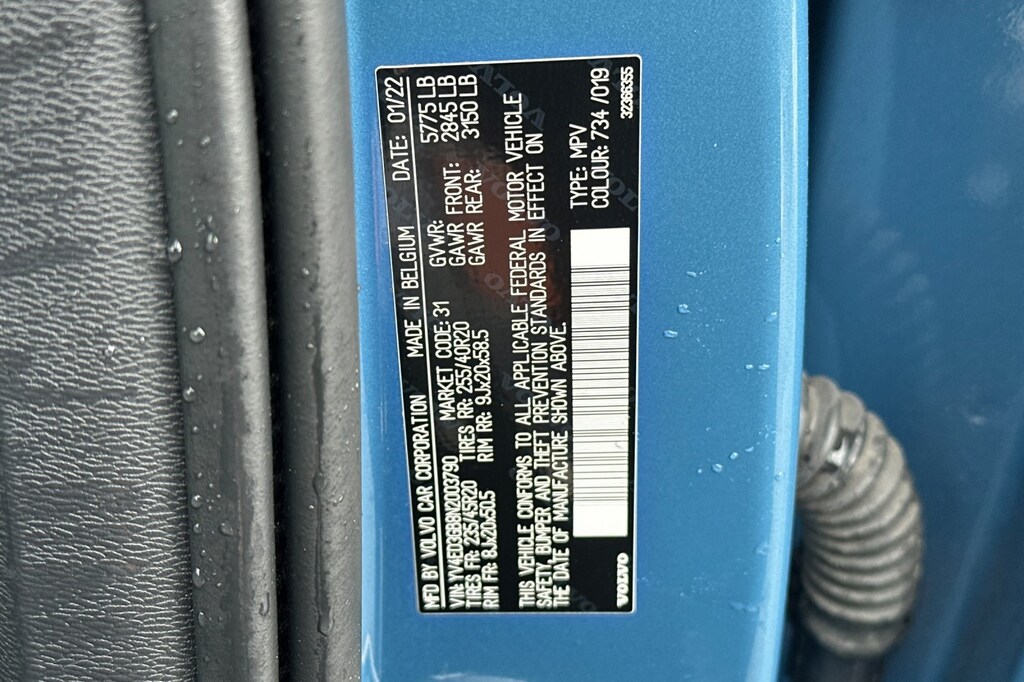 MFD BY VOLVO CAR CORPORATION MADE IN BELGIUM DATE: 01/22
VIN: YV4ED3GB8N2003790 MARKET CODE: 31 GVWR: 5775 LB
TIRES FR: 235/45R20 TIRES RR: 255/40R20 GAWR FRONT: 2845 LB
RIM FR: 8Jx20x50.5 RIM RR: 9Jx20x58.5 GAWR REAR: 3150 LB
THIS VEHICLE CONFORMS TO ALL APPLICABLE FEDERAL MOTOR VEHICLE
SAFETY, BUMPER AND THEFT PREVENTION STANDARDS IN EFFECT ON
THE DATE OF MANUFACTURE SHOWN ABOVE.
TYPE: MPV
COLOUR: 734 /019
VOLVO 32366355